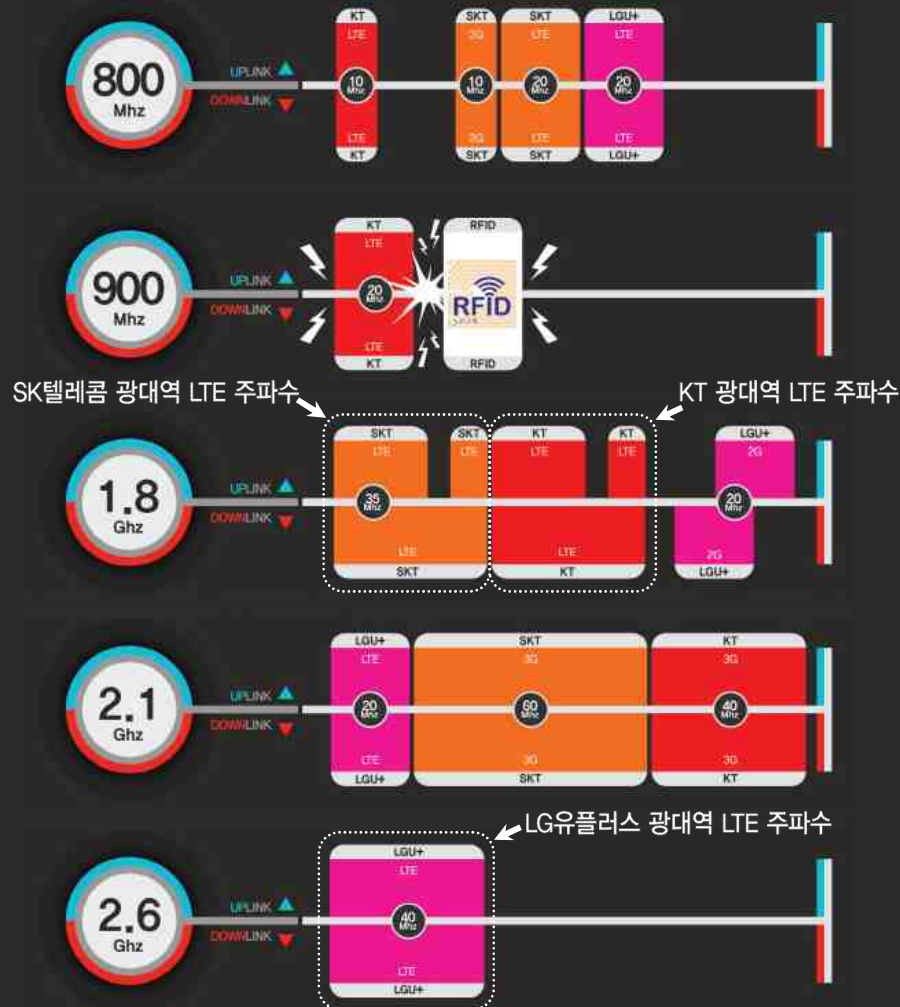 KT SKT SKT LGU+
LTE 3G LTE LTE
800
Mhz
UPLINK
DOWNLINK
10
Mhz
10
Mhz
20
Mhz
20
Mhz
LTE 2G LTE LTE
KT SKT SKT LGU+
KT RFID
LTE
900
Mhz
UPLINK
DOWNLINK
20
Mhz
RFID
LTE
KT RFID
SK텔레콤 광대역 LTE 주파수
KT 광대역 LTE 주파수
SKT SKT KT KT LGU+
LTE LTE LTE LTE 2G
1.8
Ghz
UPLINK
DOWNLINK
35
Mhz
20
Mhz
LTE LTE 2G
SKT KT LGU+
LGU+ SKT KT
LTE 3G 3G
2.1
Ghz
UPLINK
DOWNLINK
20
Mhz
60
Mhz
40
Mhz
LTE 3G 3G
LGU+ SKT KT
LG유플러스 광대역 LTE 주파수
LGU+
LTE
2.6
Ghz
UPLINK
DOWNLINK
40
Mhz
LTE
LGU+